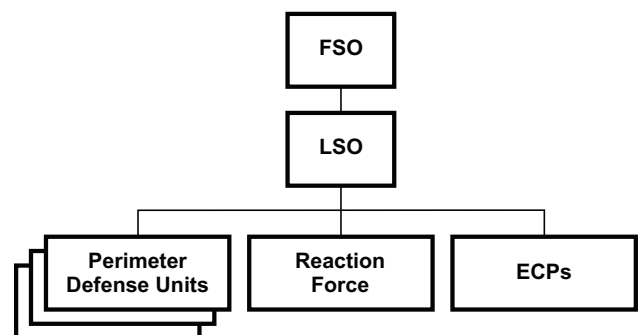 FSO
LSO
Perimeter
Defense Units
Reaction
Force
ECPs